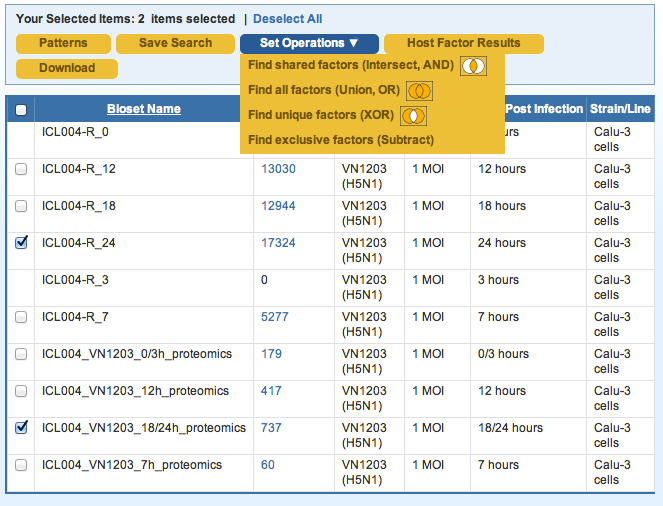 Your Selected Items: 2 items selected | Deselect All
Patterns Save Search Set Operations ▼ Host Factor Results
Download
Find shared factors (Intersect, AND)
Find all factors (Union, OR)
Find unique factors (XOR)
Find exclusive factors (Subtract)
Bioset Name Post Infection Strain/Line
ICL004-R_0 urs Calu-3
cells
ICL004-R_12 13030 VN1203 1 MOI 12 hours Calu-3
(H5N1) cells
ICL004-R_18 12944 VN1203 1 MOI 18 hours Calu-3
(H5N1) cells
ICL004-R_24 17324 VN1203 1 MOI 24 hours Calu-3
(H5N1) cells
ICL004-R_3 0 VN1203 1 MOI 3 hours Calu-3
(H5N1) cells
ICL004-R_7 5277 VN1203 1 MOI 7 hours Calu-3
(H5N1) cells
ICL004_VN1203_0/3h_proteomics 179 VN1203 1 MOI 0/3 hours Calu-3
(H5N1) cells
ICL004_VN1203_12h_proteomics 417 VN1203 1 MOI 12 hours Calu-3
(H5N1) cells
ICL004_VN1203_18/24h_proteomics 737 VN1203 1 MOI 18/24 hours Calu-3
(H5N1) cells
ICL004_VN1203_7h_proteomics 60 VN1203 1 MOI 7 hours Calu-3
(H5N1) cells